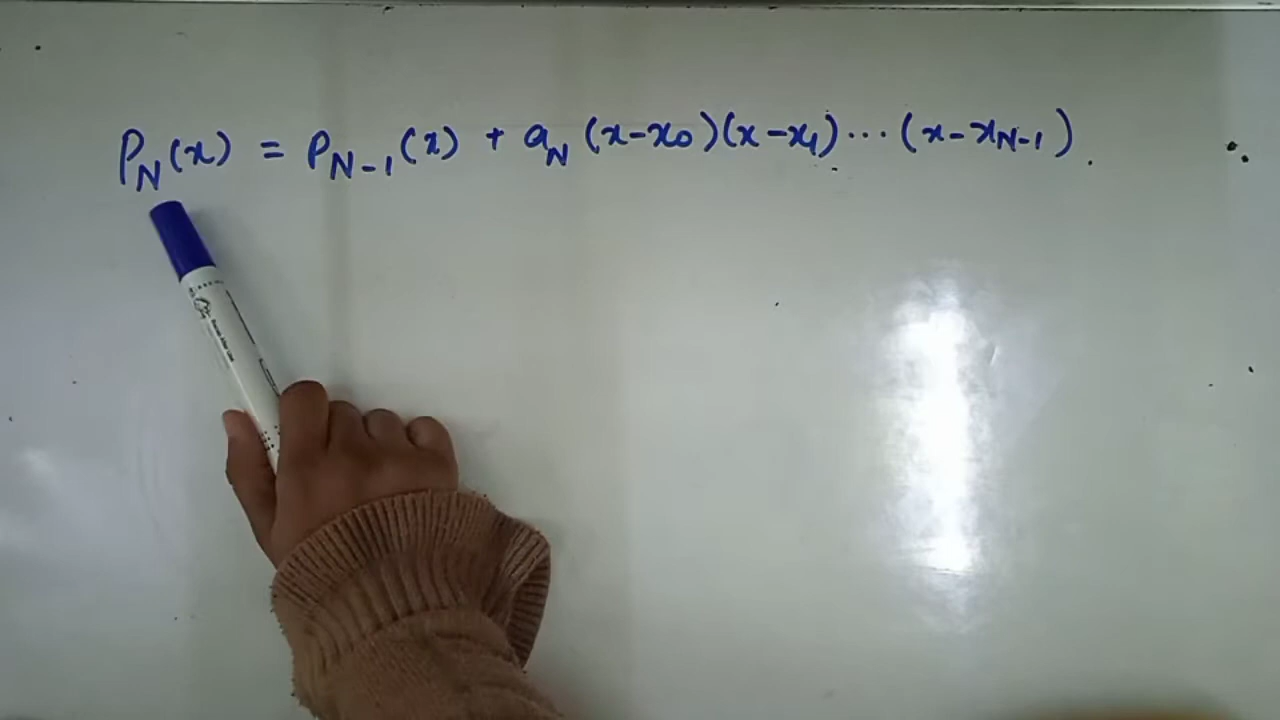 P_N(x) = P_{N-1}(x) + a_N (x-x_0)(x-x_1)...(x-x_{N-1}).